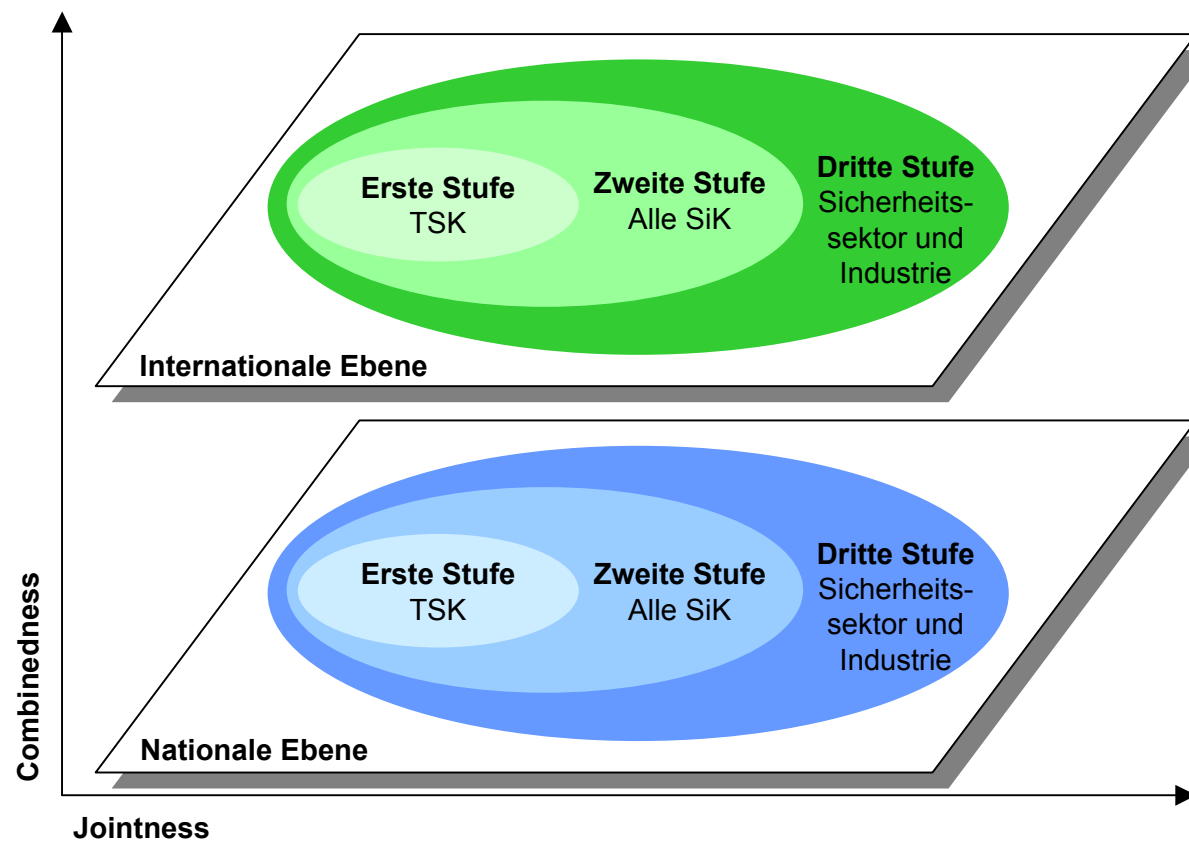 Erste Stufe
TSK
Zweite Stufe
Alle SiK
Dritte Stufe
Sicherheits-
sektor und
Industrie
Internationale Ebene
Erste Stufe
TSK
Zweite Stufe
Alle SiK
Dritte Stufe
Sicherheits-
sektor und
Industrie
Nationale Ebene
Combinedness
Jointness